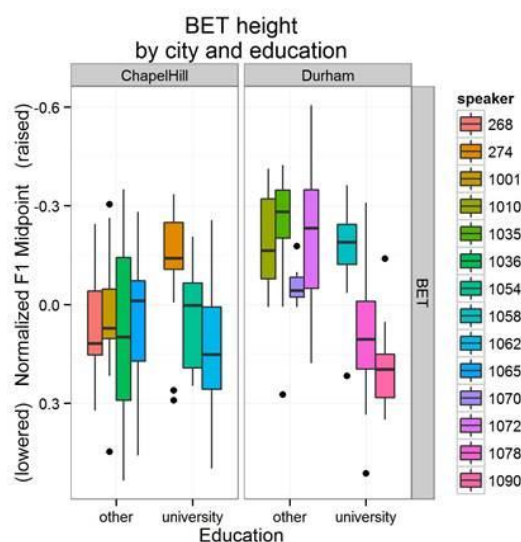 BET height
by city and education
ChapelHill
Durham
(lowered) Normalized F1 Midpoint (raised)
-0.6
-0.3
0.0
0.3
BET
other
university
other
university
Education
speaker
268
274
1001
1010
1035
1036
1054
1058
1062
1065
1070
1072
1078
1090